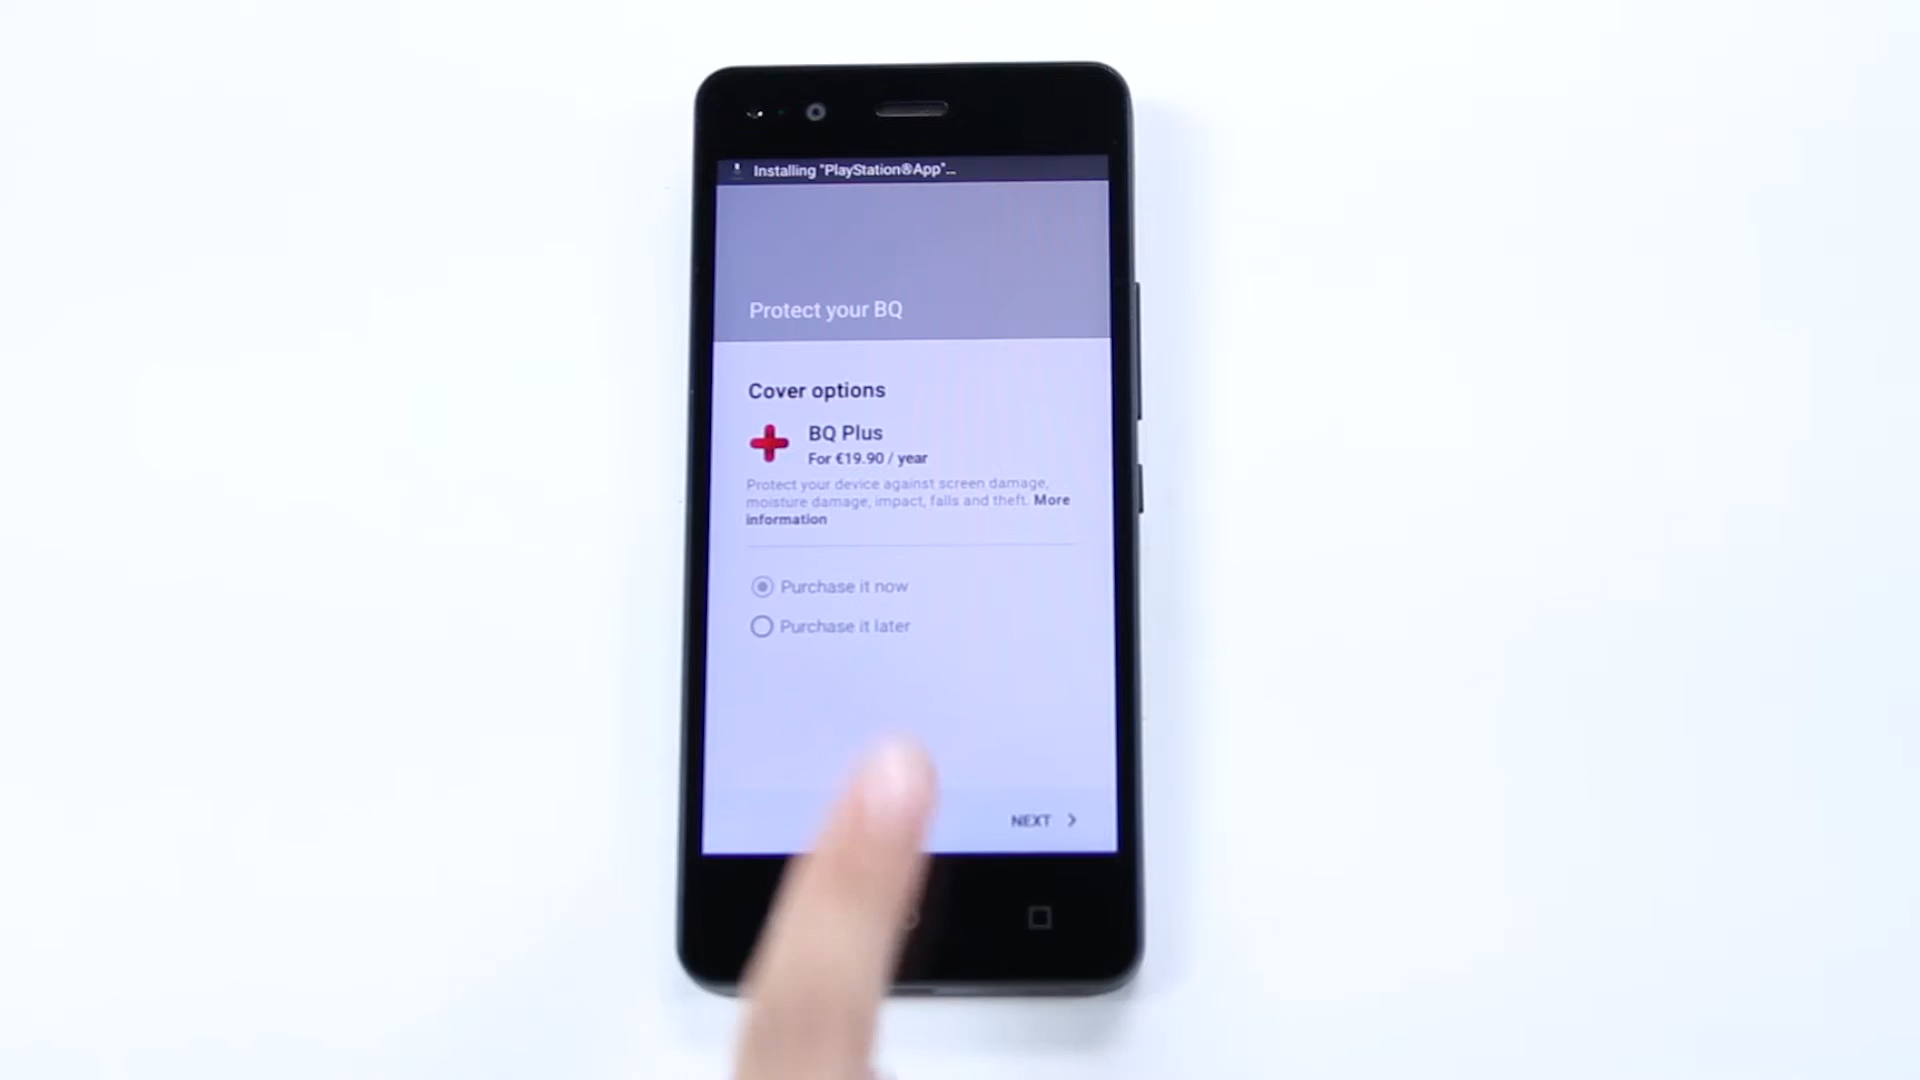 Installing "PlayStation®App"...
Protect your BQ
Cover options
BQ Plus
For €19.90 / year
Protect your device against screen damage,
moisture damage, impact, falls and theft. More
information
Purchase it now
Purchase it later
NEXT